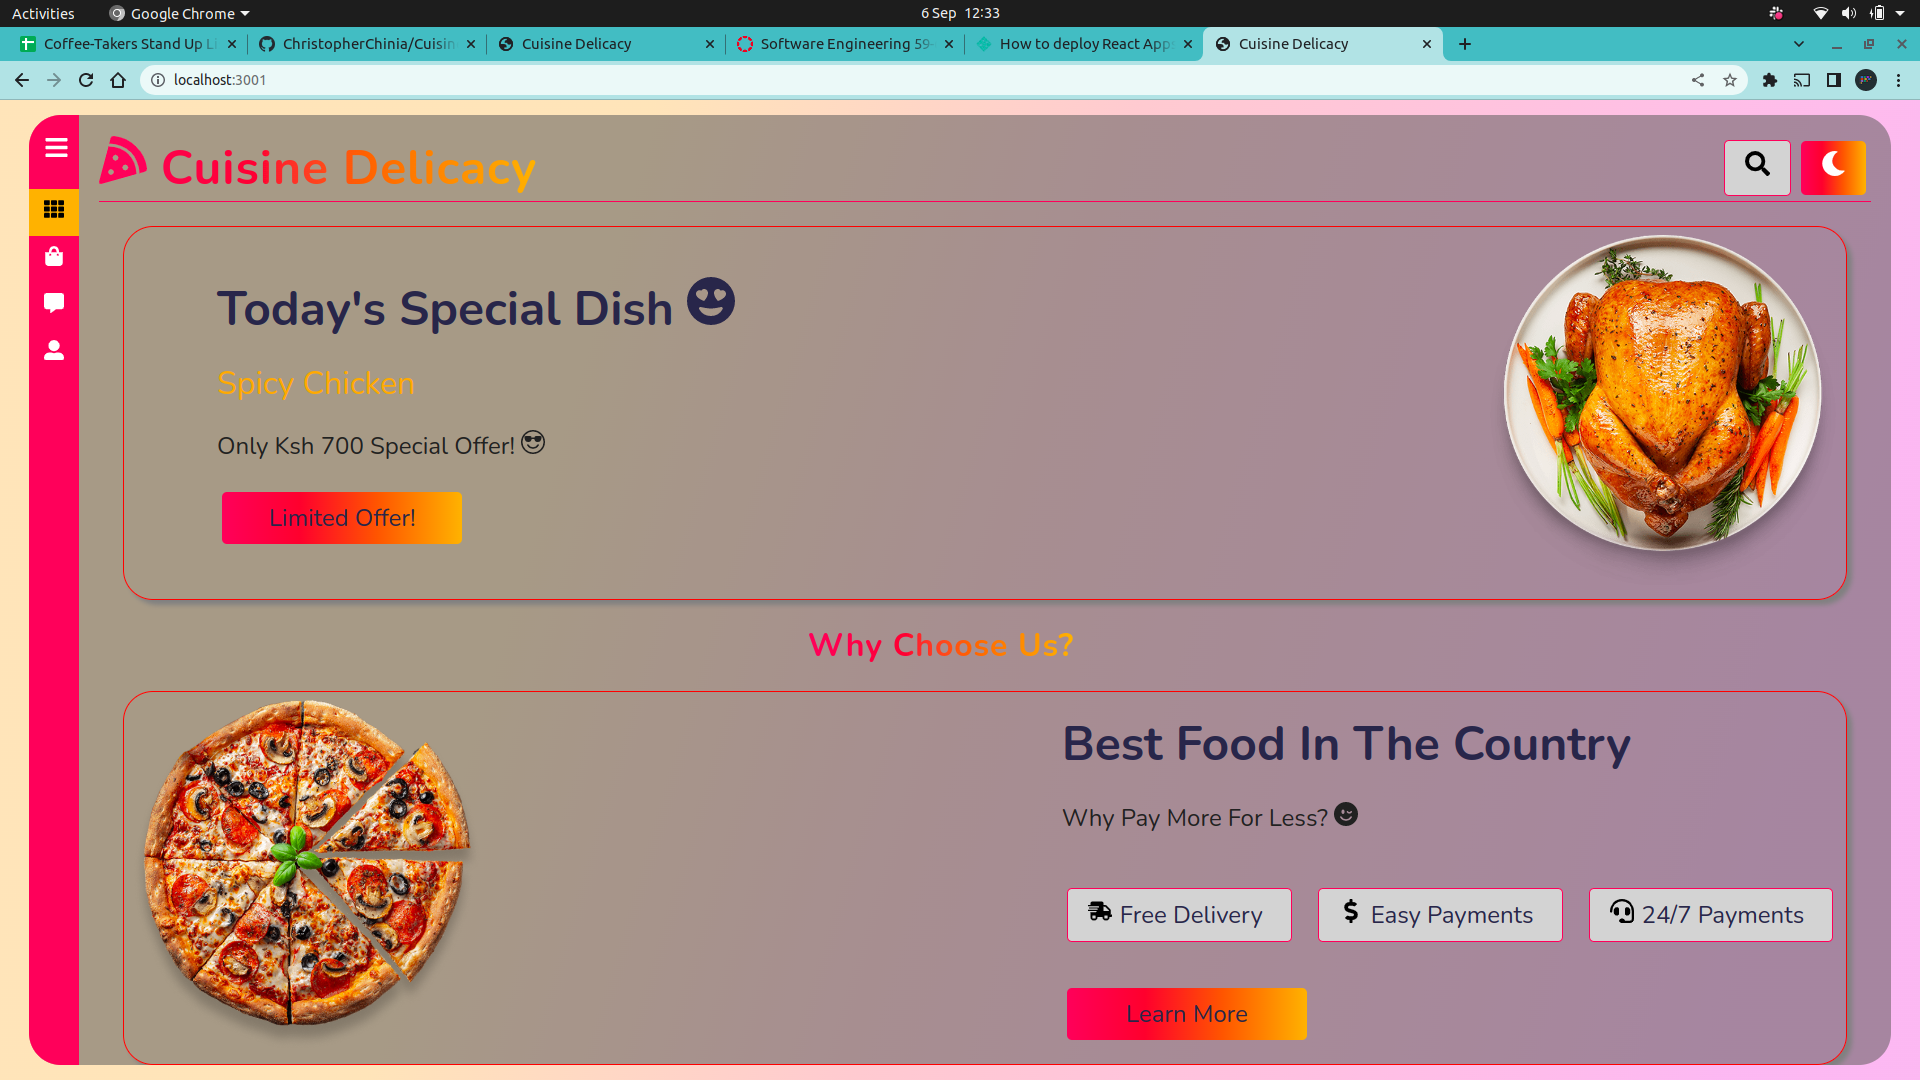 Activities
Google Chrome
6 Sep 12:33
Coffee-Takers Stand Up Li
ChristopherChinia/Cuisin
Cuisine Delicacy
Software Engineering 59-
How to deploy React Apps
Cuisine Delicacy
localhost:3001
Cuisine Delicacy
Today's Special Dish
Spicy Chicken
Only Ksh 700 Special Offer!
Limited Offer!
Why Choose Us?
Best Food In The Country
Why Pay More For Less?
Free Delivery
Easy Payments
24/7 Payments
Learn More